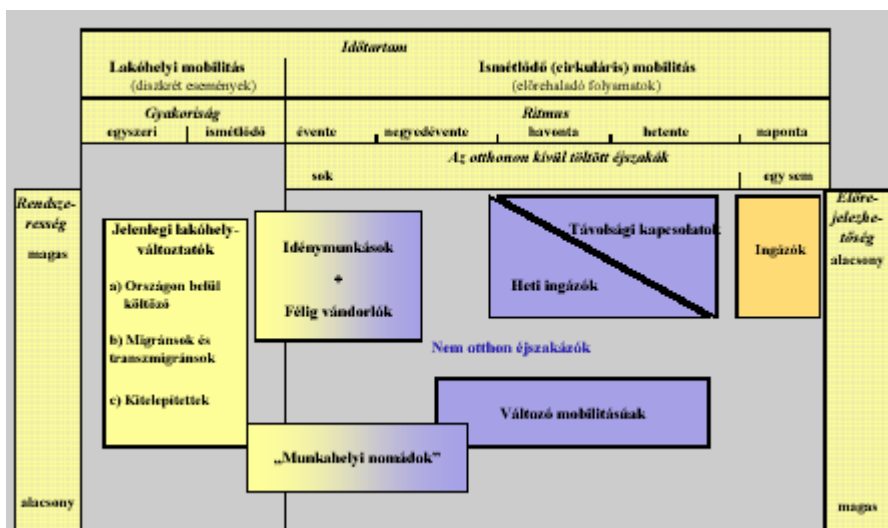 Időtartam
Lakóhelyi mobilitás
(diszkrét események)
Ismétlődő (cirkuláris) mobilitás
(előrehaladó folyamatok)
Gyakoriság
egyszeri ismétlődő
Ritmus
évente negyedévente havonta hetente naponta
Az otthonon kívül töltött éjszakák
sok egy sem
Rendsze-
resség
magas
alacsony
Jelenlegi lakóhely-
változtatók
a) Országon belül
költöző
b) Migránsok és
transzmigránsok
c) Kitelepítettek
Idénymunkások
+
Félig vándorlók
Távolsági kapcsolatok
Heti ingázók
Ingázók
Nem otthon éjszakázók
Változó mobilitásúak
„Munkahelyi nomádok”
Előre-
jelezhe-
tőség
alacsony
magas